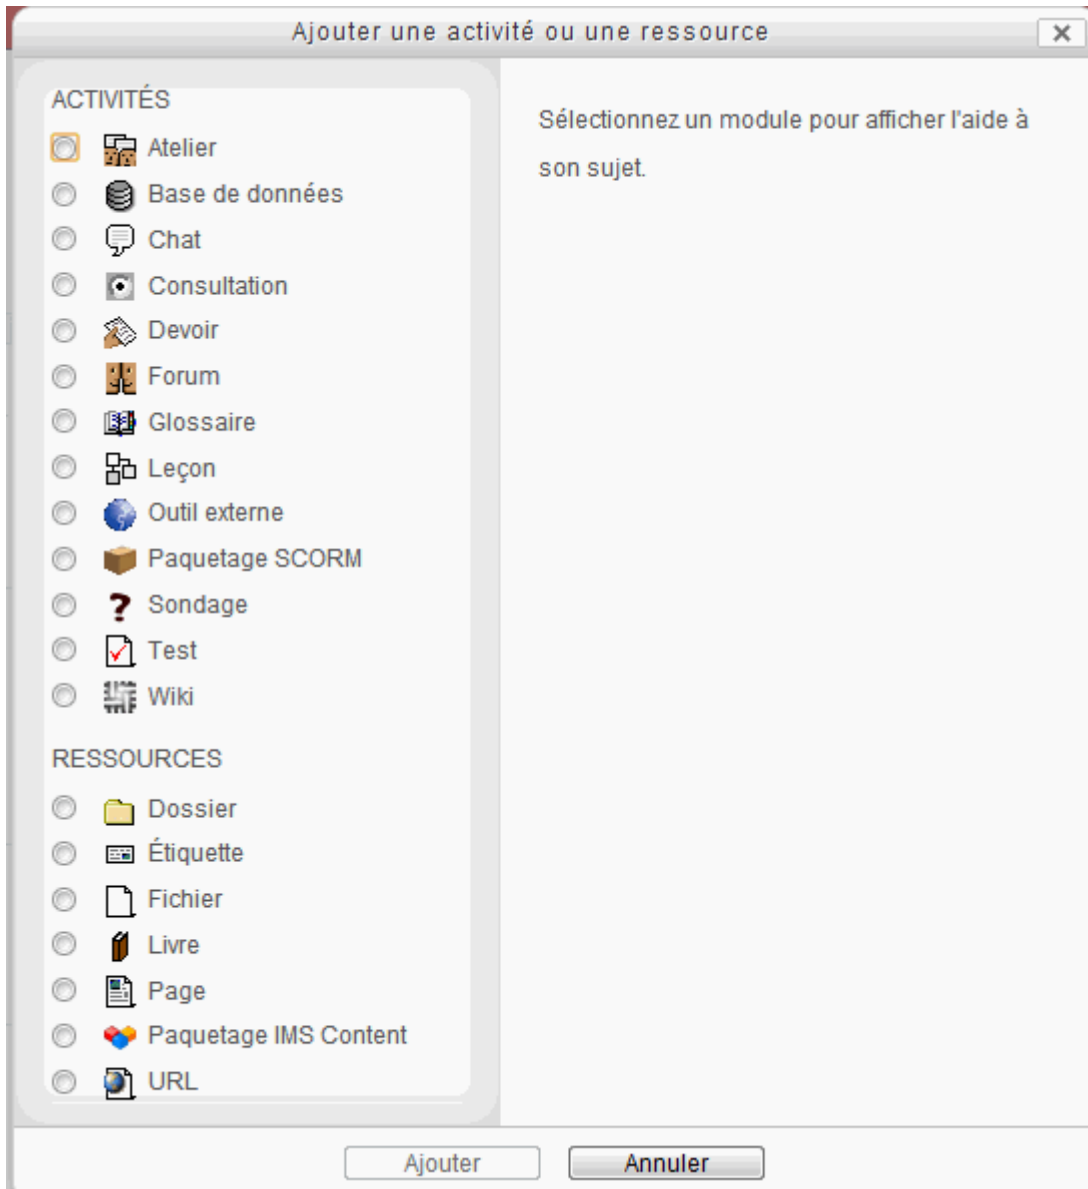 Ajouter une activité ou une ressource
ACTIVITÉS
Atelier
Base de données
Chat
Consultation
Devoir
Forum
Glossaire
Leçon
Outil externe
Paquetage SCORM
Sondage
Test
Wiki
RESSOURCES
Dossier
Étiquette
Fichier
Livre
Page
Paquetage IMS Content
URL
Sélectionnez un module pour afficher l'aide à
son sujet.
Ajouter
Annuler